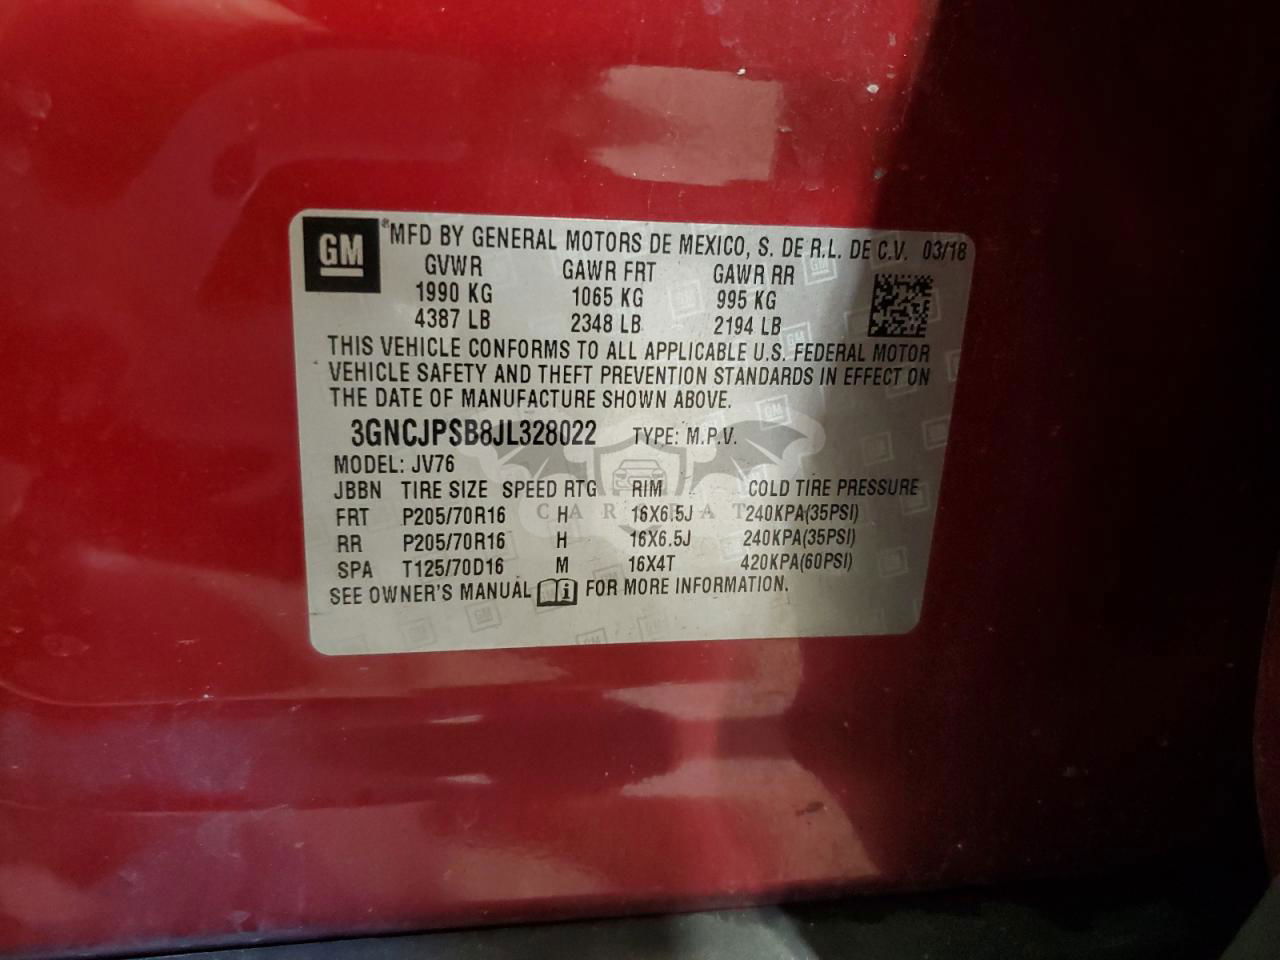 GM ®MFD BY GENERAL MOTORS DE MEXICO, S. DE R.L. DE C.V. 03/18
GVWR GAWR FRT GAWR RR
1990 KG 1065 KG 995 KG
4387 LB 2348 LB 2194 LB
THIS VEHICLE CONFORMS TO ALL APPLICABLE U.S. FEDERAL MOTOR
VEHICLE SAFETY AND THEFT PREVENTION STANDARDS IN EFFECT ON
THE DATE OF MANUFACTURE SHOWN ABOVE.
3GNCJPSB8JL328022 TYPE: M.P.V.
MODEL: JV76
JBBN TIRE SIZE SPEED RTG RIM COLD TIRE PRESSURE
FRT P205/70R16 H 16X6.5J 240KPA(35PSI)
RR P205/70R16 H 16X6.5J 240KPA(35PSI)
SPA T125/70D16 M 16X4T 420KPA(60PSI)
SEE OWNER'S MANUAL i FOR MORE INFORMATION.